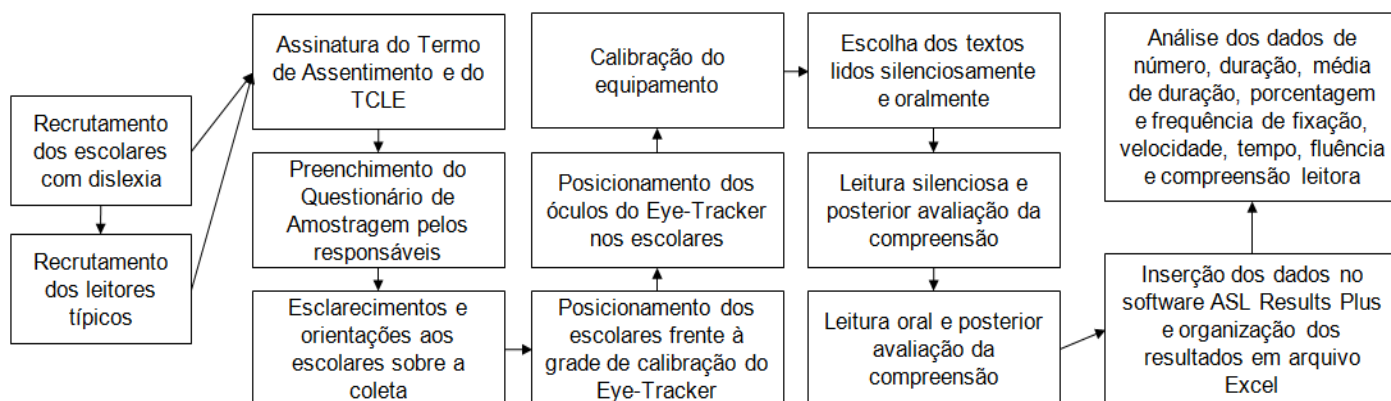 Recrutamento
dos escolares
com dislexia
Recrutamento
dos leitores
típicos
Assinatura do Termo
de Assentimento e do
TCLE
Preenchimento do
Questionário de
Amostragem pelos
responsáveis
Esclarecimentos e
orientações aos
escolares sobre a
coleta
Posicionamento dos
escolares frente à
grade de calibração do
Eye-Tracker
Posicionamento dos
óculos do Eye-Tracker
nos escolares
Calibração do
equipamento
Escolha dos textos
lidos silenciosamente
e oralmente
Leitura silenciosa e
posterior avaliação da
compreensão
Leitura oral e posterior
avaliação da
compreensão
Inserção dos dados no
software ASL Results Plus
e organização dos
resultados em arquivo
Excel
Análise dos dados de
número, duração, média
de duração, porcentagem
e frequência de fixação,
velocidade, tempo, fluência
e compreensão leitora